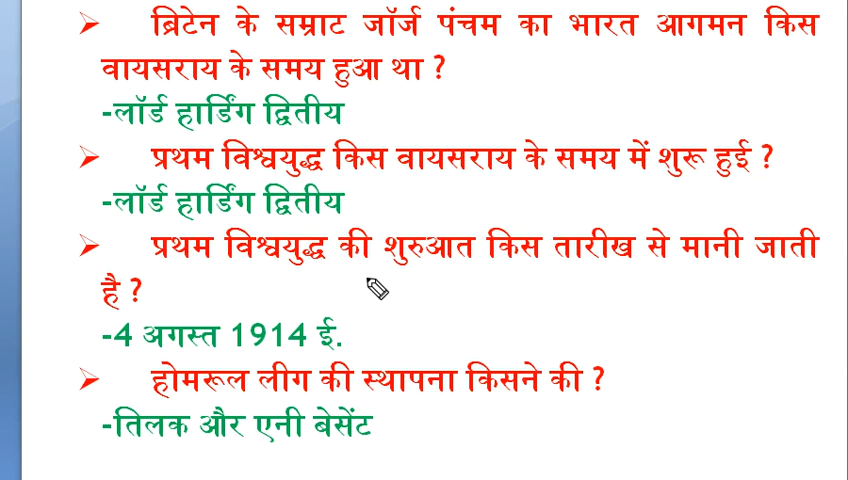 ➢ ब्रिटेन के सम्राट जॉर्ज पंचम का भारत आगमन किस
वायसराय के समय हुआ था ?
-लॉर्ड हार्डिंग द्वितीय
➢ प्रथम विश्वयुद्ध किस वायसराय के समय में शुरू हुई ?
-लॉर्ड हार्डिंग द्वितीय
➢ प्रथम विश्वयुद्ध की शुरुआत किस तारीख से मानी जाती
है ?
-4 अगस्त 1914 ई.
➢ होमरूल लीग की स्थापना किसने की ?
-तिलक और एनी बेसेंट